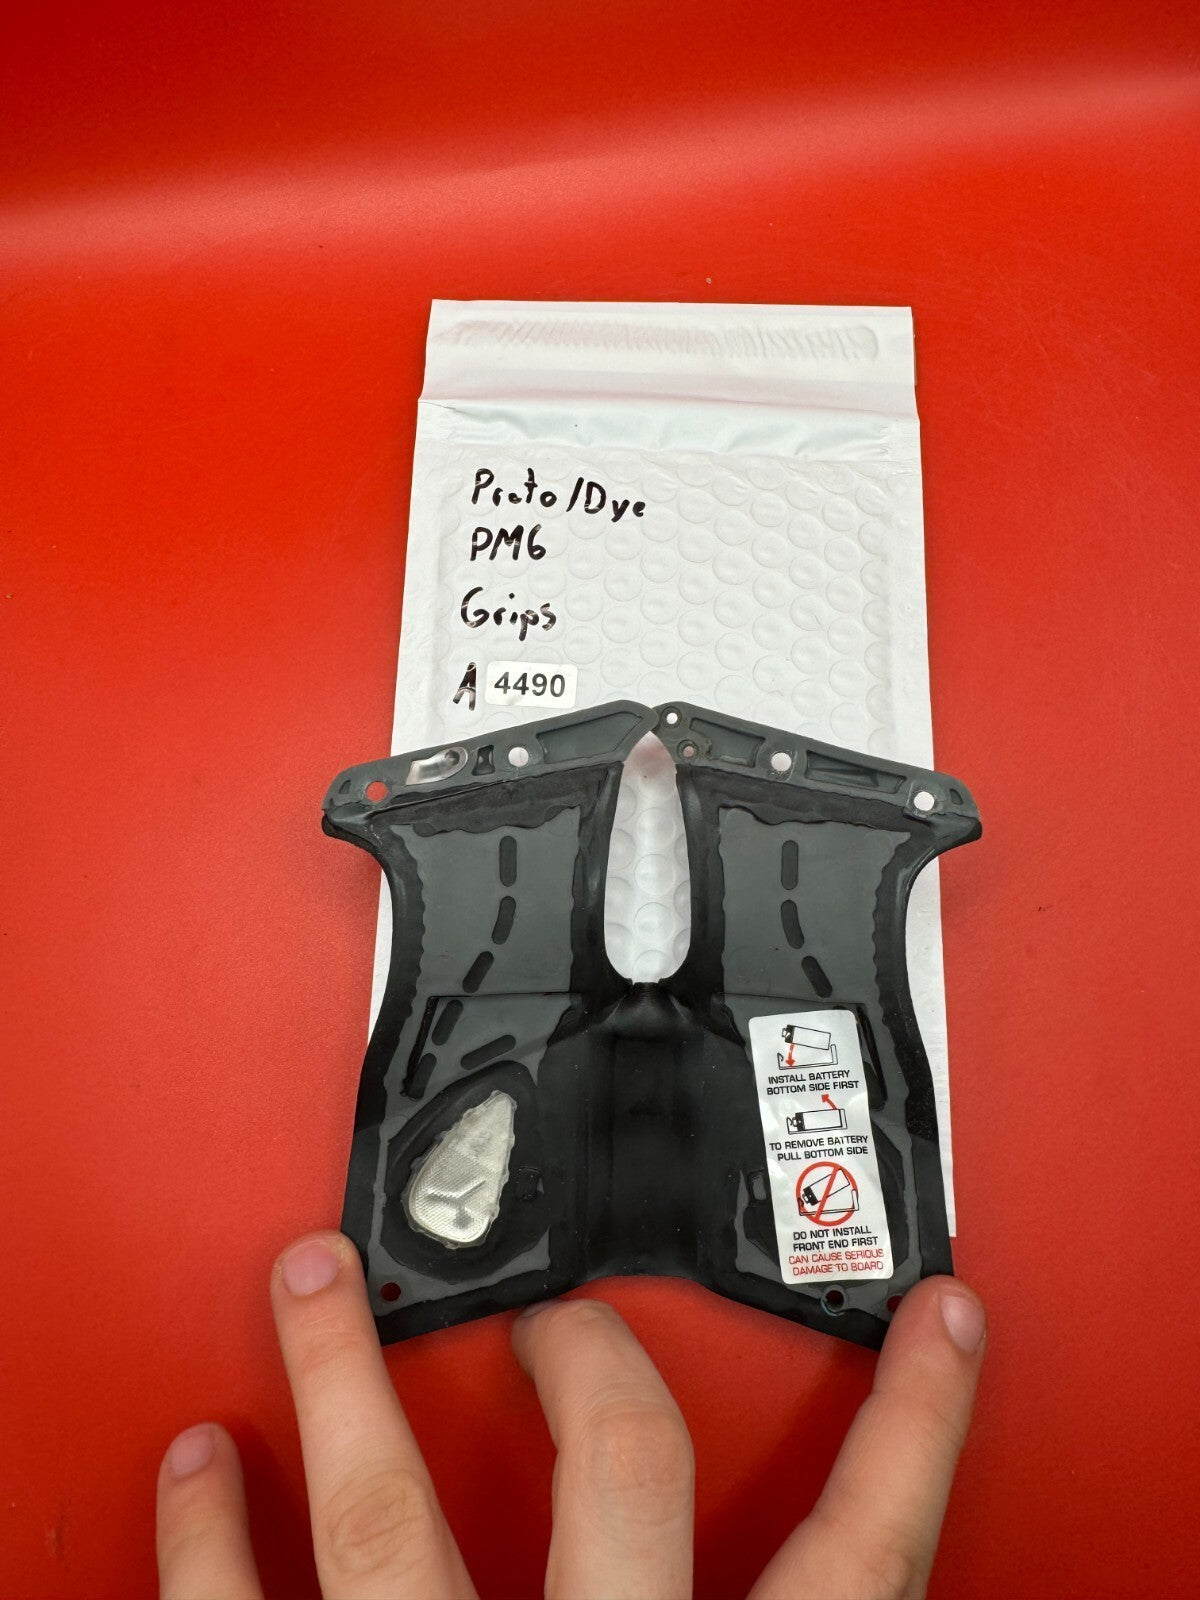 Proto/Dye
PM6
Grips
A 4490
INSTALL BATTERY
BOTTOM SIDE FIRST
TO REMOVE BATTERY
PULL BOTTOM SIDE
DO NOT INSTALL
FRONT END FIRST
CAN CAUSE SERIOUS
DAMAGE TO BOARD